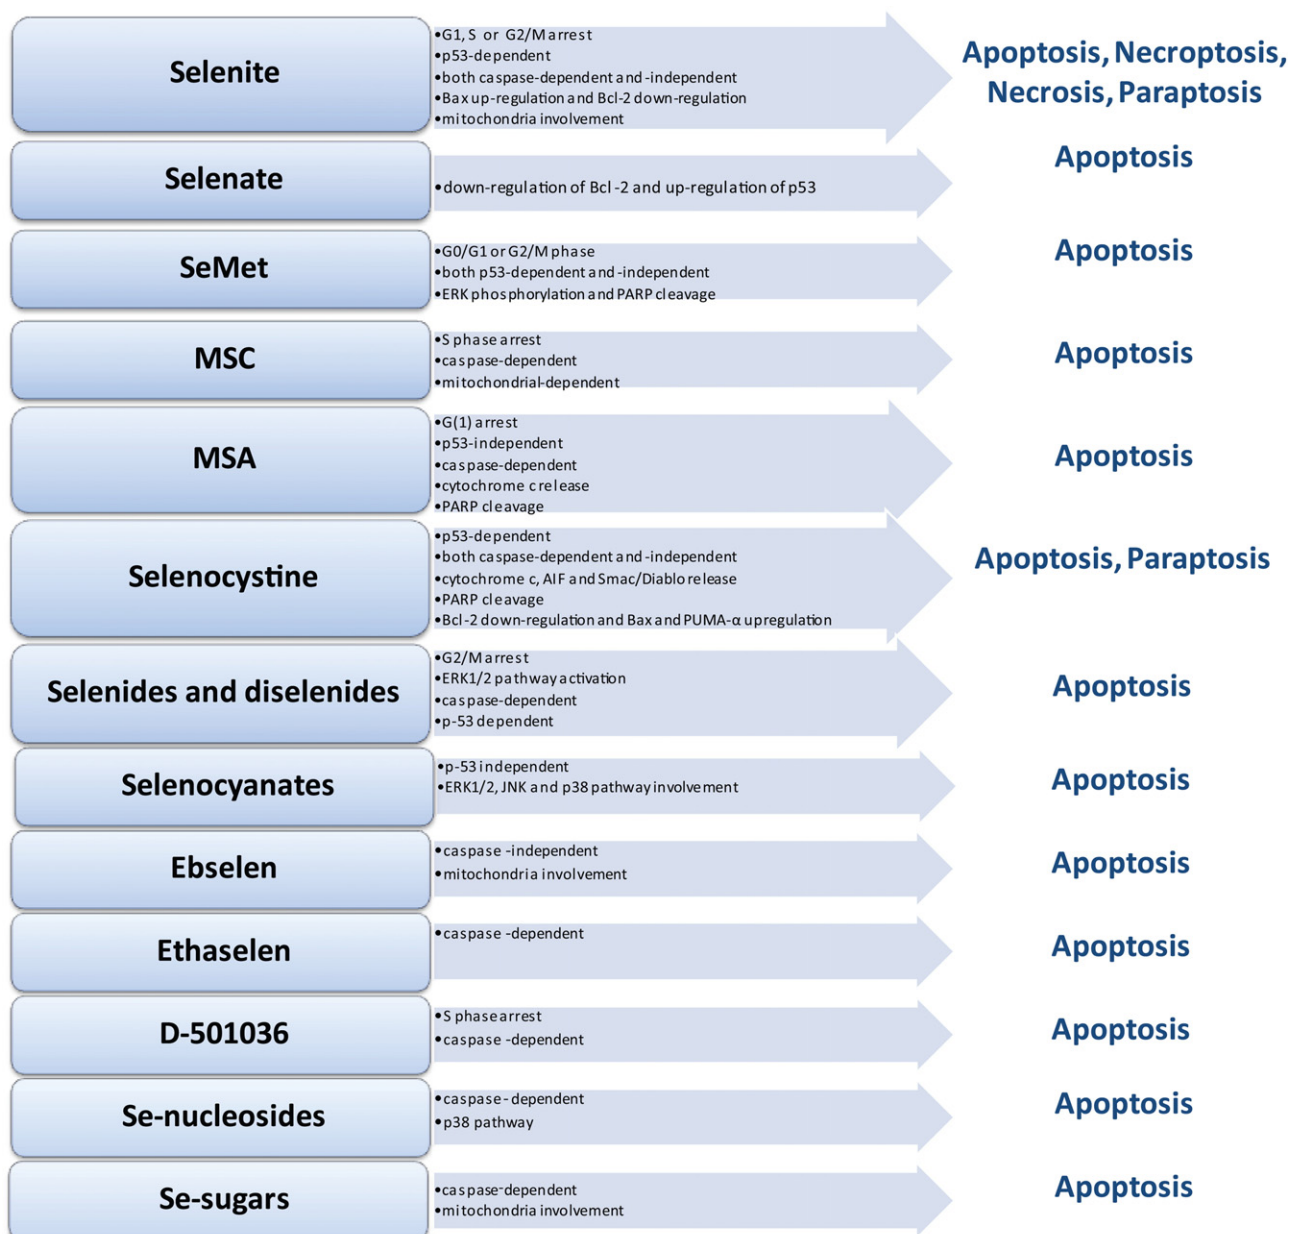 Selenite
•G1, S or G2/M arrest
•p53-dependent
•both caspase-dependent and -independent
•Bax up-regulation and Bcl-2 down-regulation
•mitochondria involvement
Apoptosis, Necroptosis,
Necrosis, Paraptosis
Selenate
•down-regulation of Bcl-2 and up-regulation of p53
Apoptosis
SeMet
•G0/G1 or G2/M phase
•both p53-dependent and -independent
•ERK phosphorylation and PARP cleavage
Apoptosis
MSC
•S phase arrest
•caspase-dependent
•mitochondrial-dependent
Apoptosis
MSA
•G(1) arrest
•p53-independent
•caspase-dependent
•cytochrome c release
•PARP cleavage
Apoptosis
Selenocystine
•p53-dependent
•both caspase-dependent and -independent
•cytochrome c, AIF and Smac/Diablo release
•PARP cleavage
•Bcl-2 down-regulation and Bax and PUMA-α upregulation
Apoptosis, Paraptosis
Selenides and diselenides
•G2/M arrest
•ERK1/2 pathway activation
•caspase-dependent
•p-53 dependent
Apoptosis
Selenocyanates
•p-53 independent
•ERK1/2, JNK and p38 pathway involvement
Apoptosis
Ebselen
•caspase -independent
•mitochondria involvement
Apoptosis
Ethaselen
•caspase -dependent
Apoptosis
D-501036
•S phase arrest
•caspase -dependent
Apoptosis
Se-nucleosides
•caspase- dependent
•p38 pathway
Apoptosis
Se-sugars
•caspase-dependent
•mitochondria involvement
Apoptosis